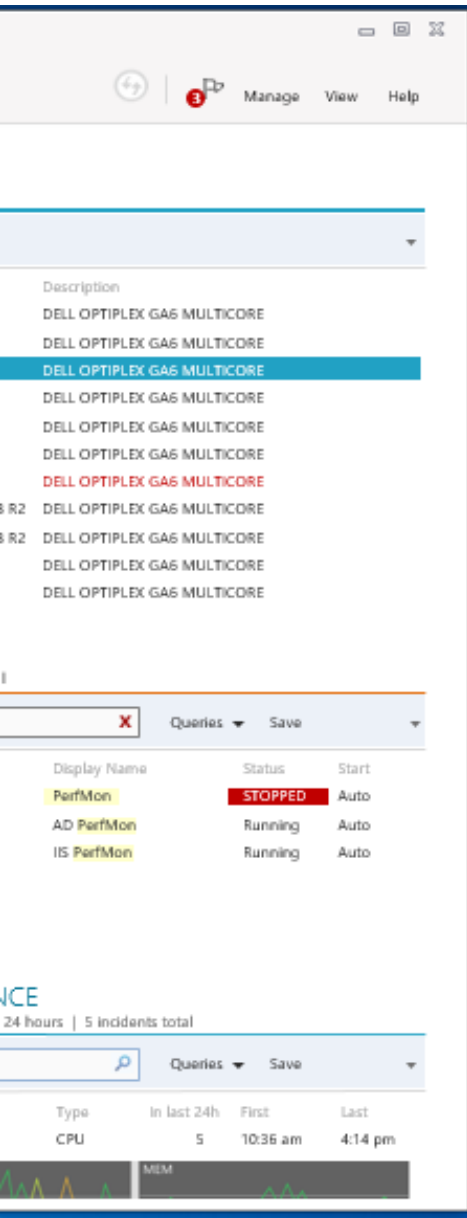 3 Manage View Help
Description
DELL OPTIPLEX GA6 MULTICORE
DELL OPTIPLEX GA6 MULTICORE
DELL OPTIPLEX GA6 MULTICORE
DELL OPTIPLEX GA6 MULTICORE
DELL OPTIPLEX GA6 MULTICORE
DELL OPTIPLEX GA6 MULTICORE
DELL OPTIPLEX GA6 MULTICORE
8 R2 DELL OPTIPLEX GA6 MULTICORE
8 R2 DELL OPTIPLEX GA6 MULTICORE
DELL OPTIPLEX GA6 MULTICORE
DELL OPTIPLEX GA6 MULTICORE
Queries Save
Display Name Status Start
PerfMon STOPPED Auto
AD PerfMon Running Auto
IIS PerfMon Running Auto
NCE
24 hours | 5 incidents total
Queries Save
Type In last 24h First Last
CPU 5 10:36 am 4:14 pm
MEM